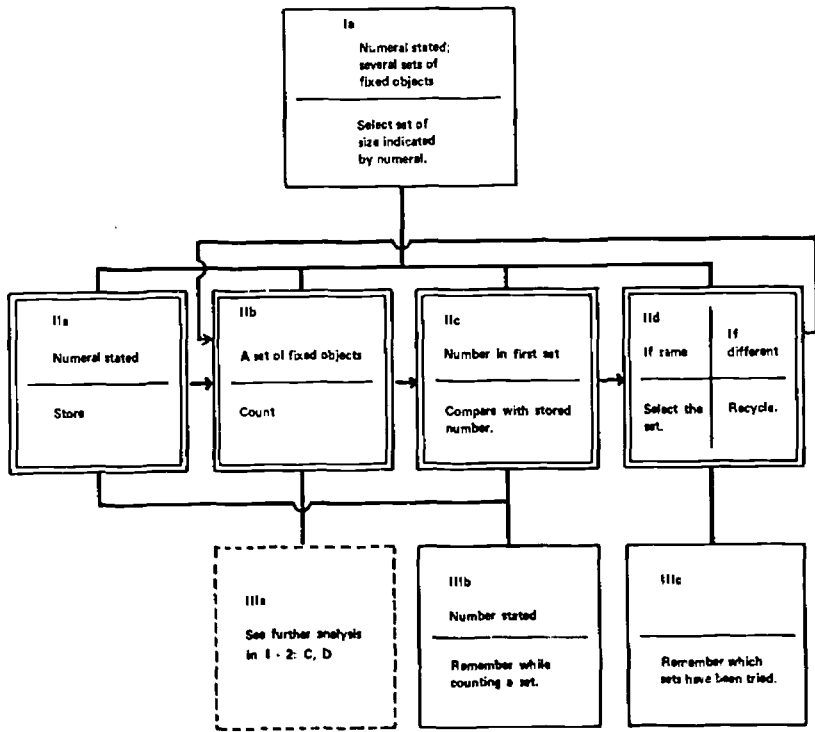 Ia
Numeral stated;
several sets of
fixed objects
Select set of
size indicated
by numeral.
IIa
Numeral stated
Store
IIb
A set of fixed objects
Count
IIc
Number in first set
Compare with stored
number.
IId
If same
If
different
Select the
set.
Recycle.
IIIa
See further analysis
in 1 - 2: C, D
IIIb
Number stated
Remember while
counting a set.
IIIc
Remember which
sets have been tried.